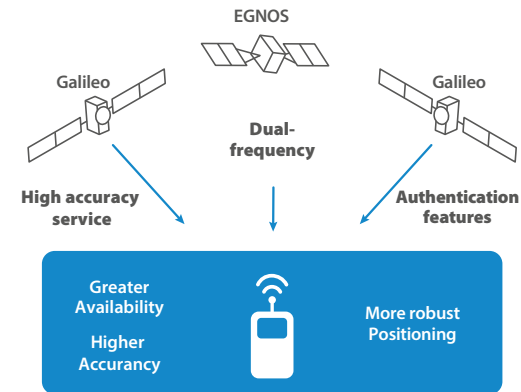 EGNOS
Galileo
Galileo
Dual-
frequency
High accuracy
service
Authentication
features
Greater
Availability
Higher
Accurancy
More robust
Positioning